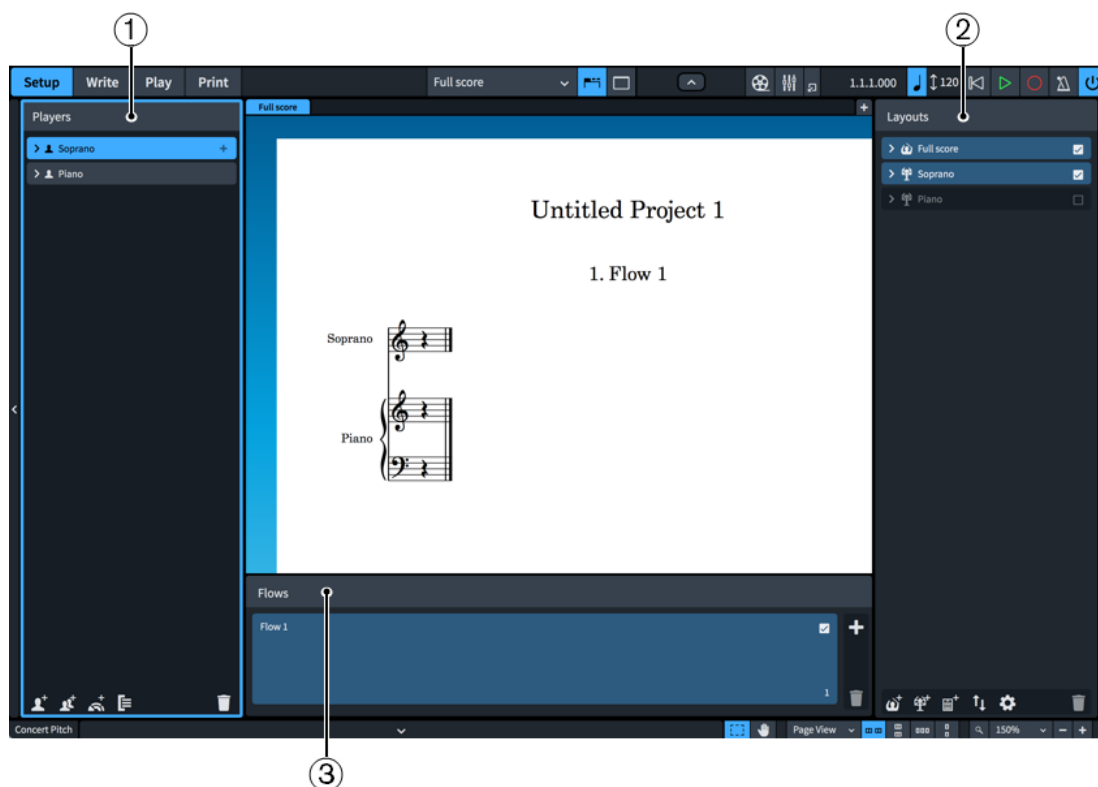 1
2
Setup Write Play Print Full score 1.1.1.000 120
Players
Full score
Layouts
Soprano
Full score
Piano
Soprano
Piano
Untitled Project 1
1. Flow 1
Soprano
Piano
Flows
Flow 1
1
Concert Pitch Page View 150%
3